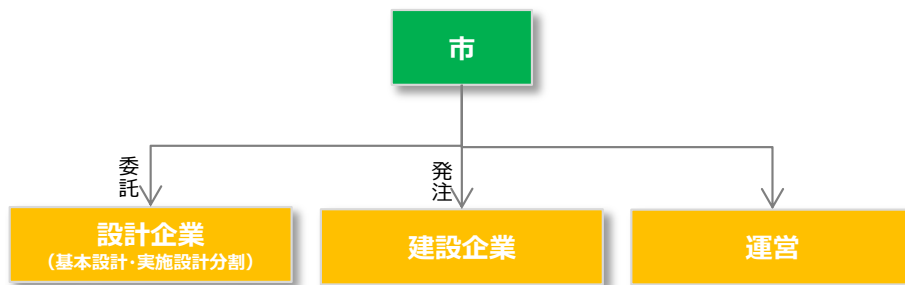 市
委託
発注
設計企業
（基本設計・実施設計分割）
建設企業
運営